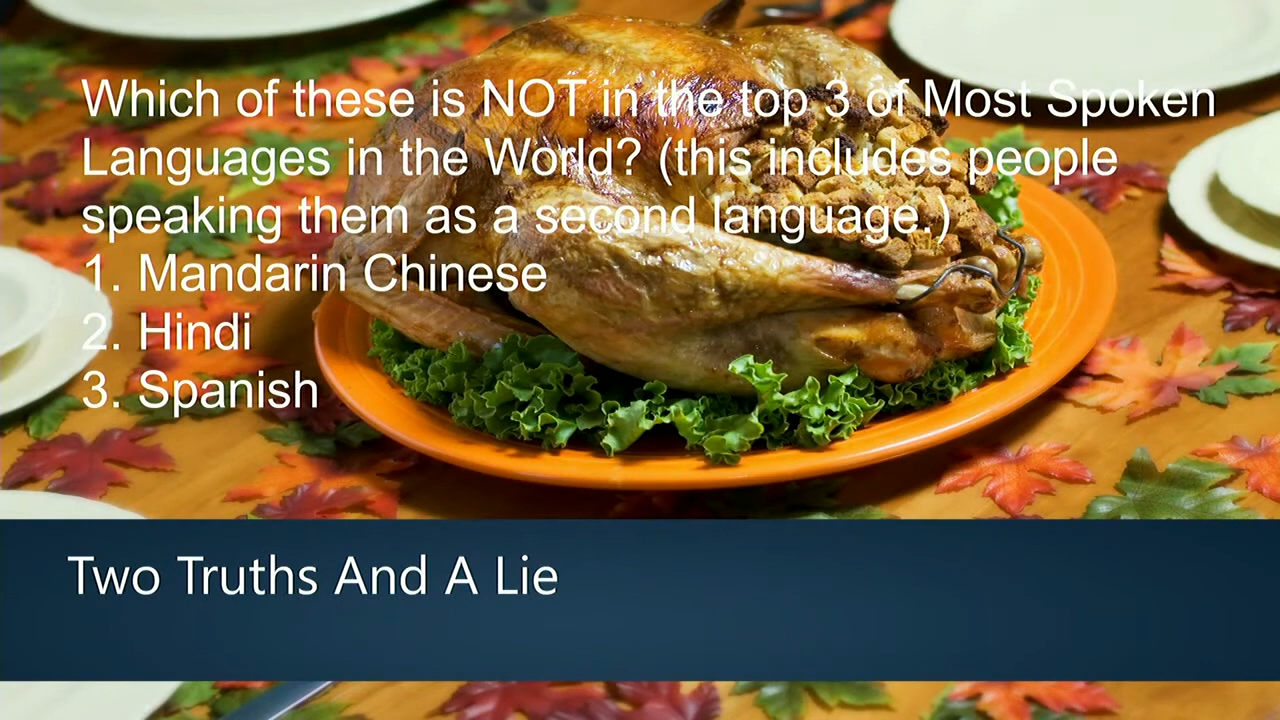 Which of these is NOT in the top 3 of Most Spoken
Languages in the World? (this includes people
speaking them as a second language.)
1. Mandarin Chinese
2. Hindi
3. Spanish
Two Truths And A Lie